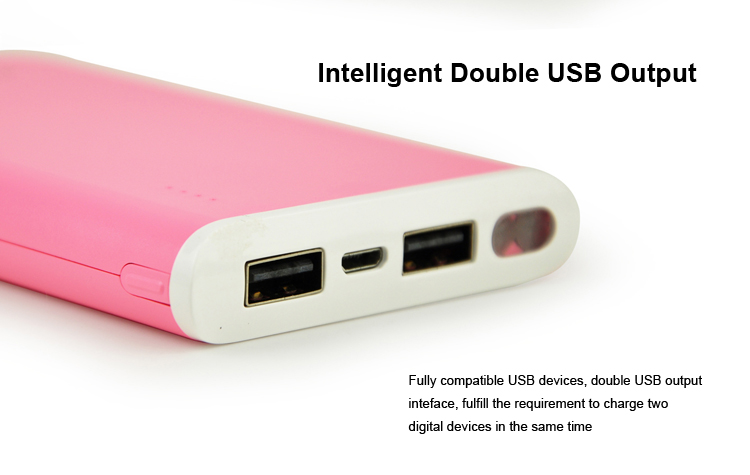 Intelligent Double USB Output
Fully compatible USB devices, double USB output
inteface, fulfill the requirement to charge two
digital devices in the same time